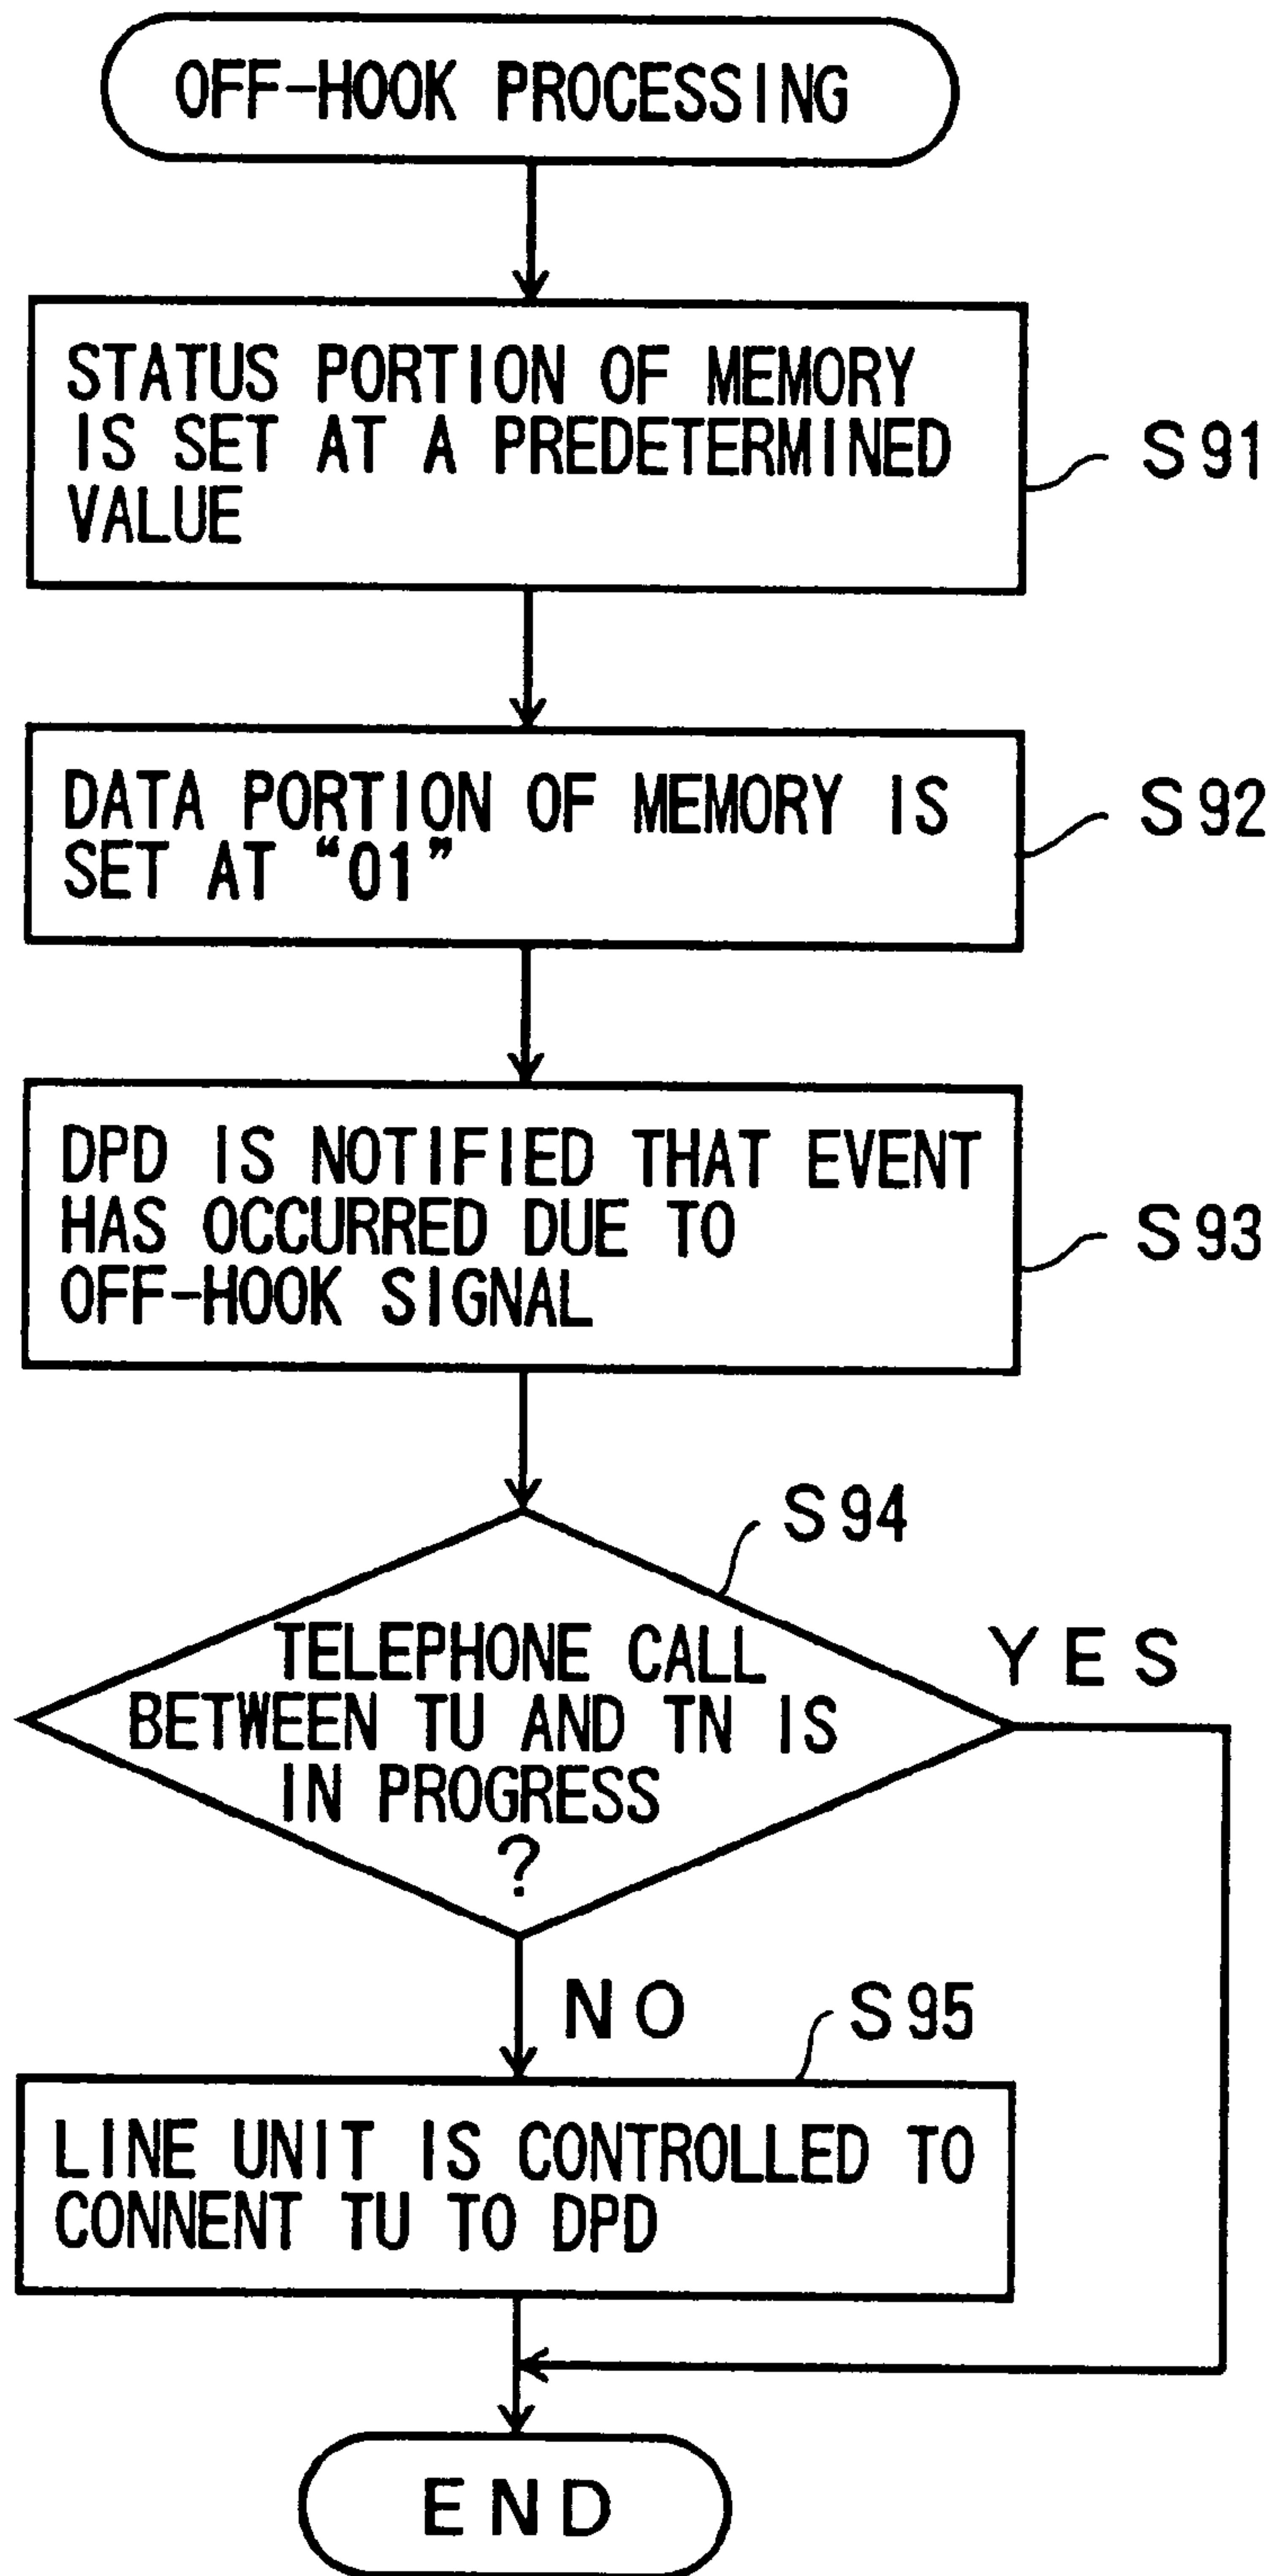 OFF-HOOK PROCESSING
STATUS PORTION OF MEMORY
IS SET AT A PREDETERMINED
VALUE
S91
DATA PORTION OF MEMORY IS
SET AT “01”
S92
DPD IS NOTIFIED THAT EVENT
HAS OCCURRED DUE TO
OFF-HOOK SIGNAL
S93
S94
TELEPHONE CALL
BETWEEN TU AND TN IS
IN PROGRESS
?
YES
NO
S95
LINE UNIT IS CONTROLLED TO
CONNENT TU TO DPD
END